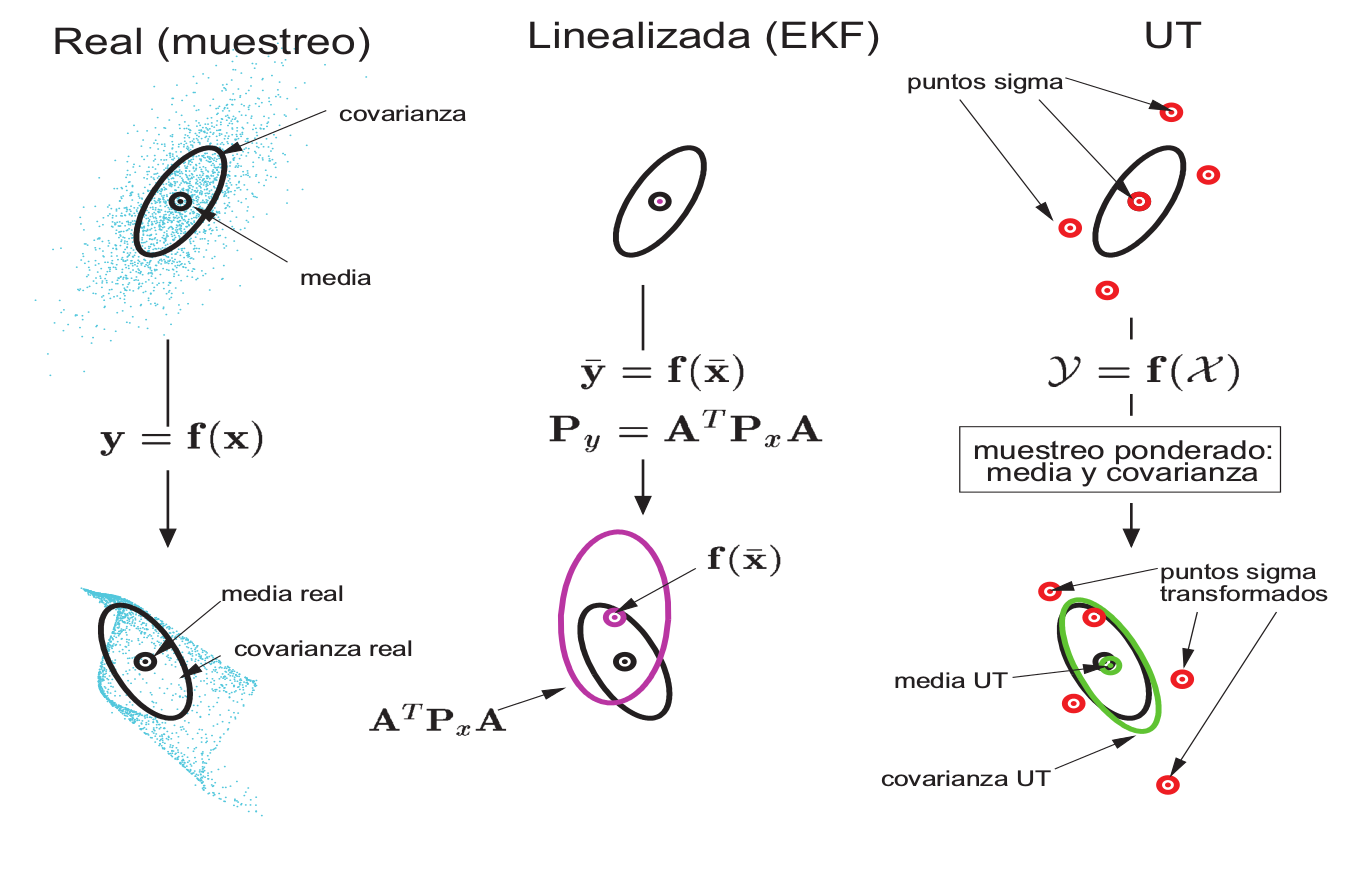 Real (muestreo)
covarianza
media
y = f(x)
media real
covarianza real
Linealizada (EKF)
ȳ = f(x̄)
P_y = A^T P_x A
f(x̄)
A^T P_x A
UT
puntos sigma
𝒴 = f(𝒳)
muestreo ponderado:
media y covarianza
puntos sigma
transformados
media UT
covarianza UT